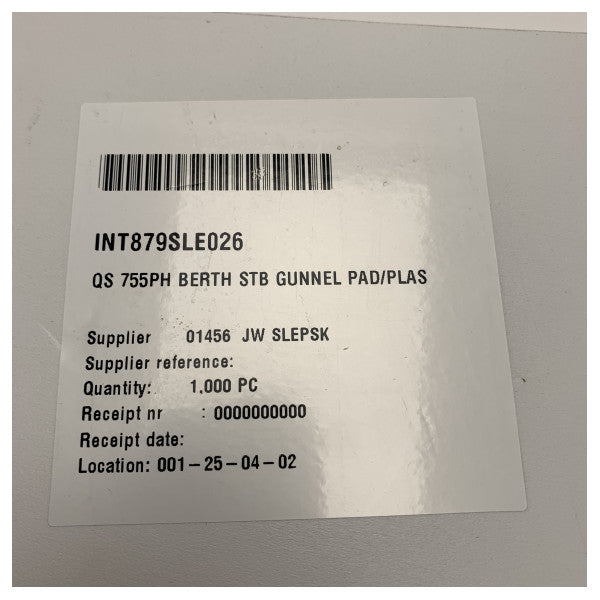 INT879SLE026
QS 755PH BERTH STB GUNNEL PAD/PLAS
Supplier 01456 JW SLEPSK
Supplier reference:
Quantity: 1,000 PC
Receipt nr : 0000000000
Receipt date:
Location: 001-25-04-02